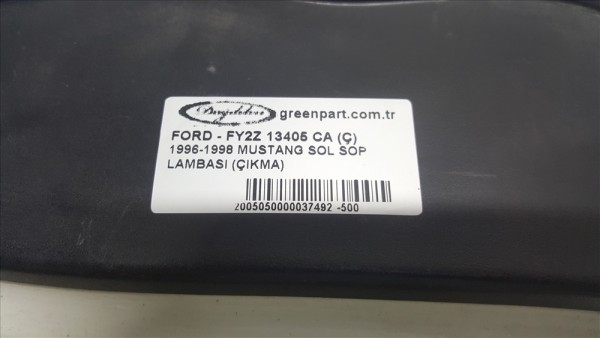 greenpart.com.tr
FORD - FY2Z 13405 CA (Ç)
1996-1998 MUSTANG SOL SOP
LAMBASI (ÇIKMA)
2005050000037492 -500